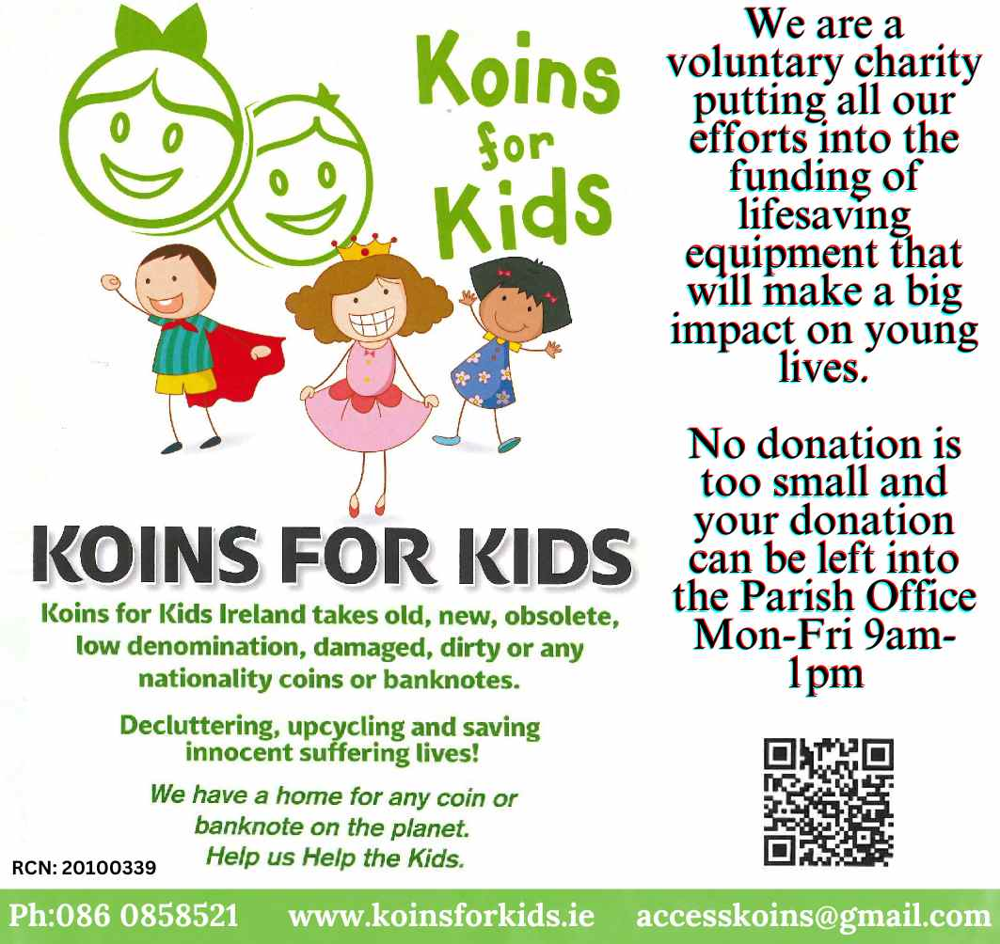 Koins
for
Kids
KOINS FOR KIDS
Koins for Kids Ireland takes old, new, obsolete,
low denomination, damaged, dirty or any
nationality coins or banknotes.
Decluttering, upcycling and saving
innocent suffering lives!
We have a home for any coin or
banknote on the planet.
Help us Help the Kids.
RCN: 20100339
We are a
voluntary charity
putting all our
efforts into the
funding of
lifesaving
equipment that
will make a big
impact on young
lives.
No donation is
too small and
your donation
can be left into
the Parish Office
Mon-Fri 9am-
1pm
Ph:086 0858521 www.koinsforkids.ie accesskoins@gmail.com